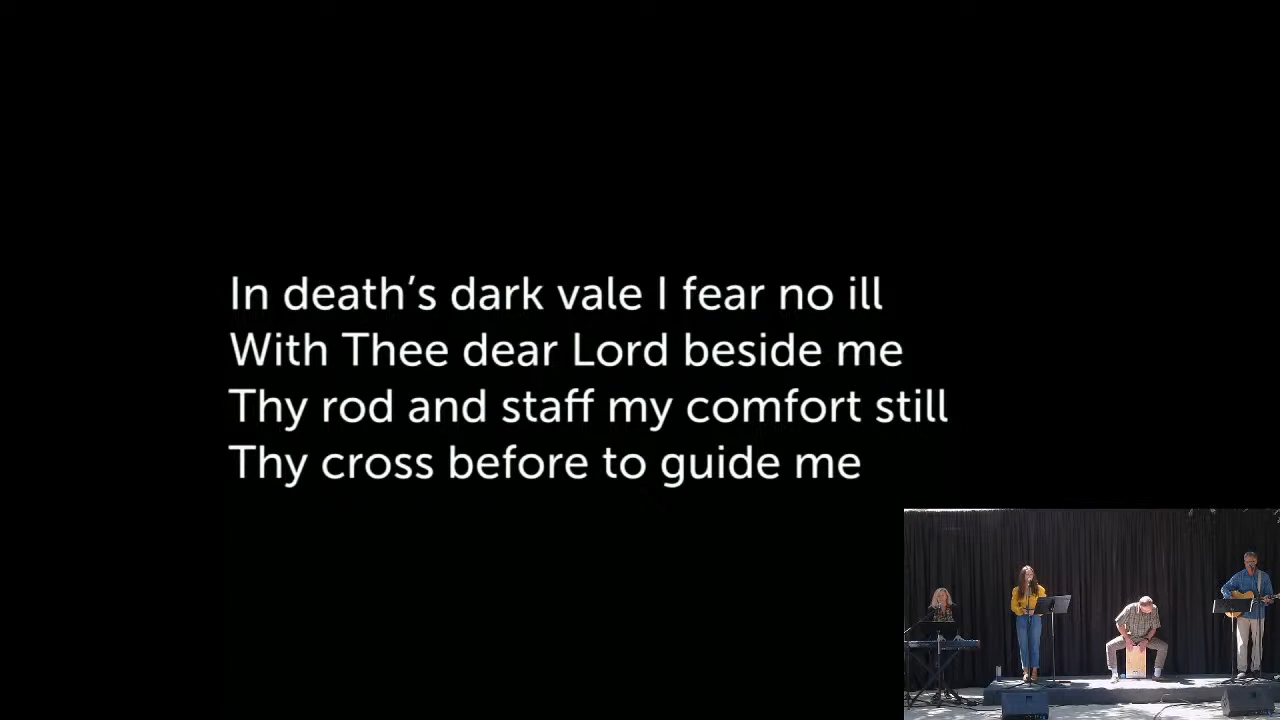 In death’s dark vale I fear no ill
With Thee dear Lord beside me
Thy rod and staff my comfort still
Thy cross before to guide me